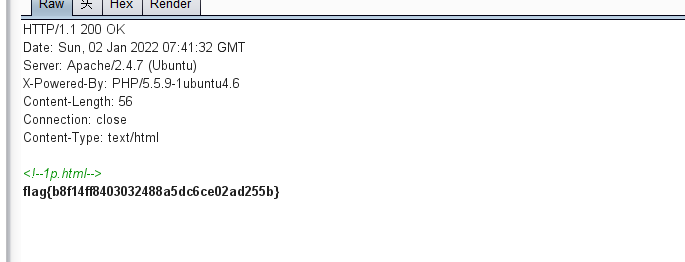 Raw 头 Hex Render
HTTP/1.1 200 OK
Date: Sun, 02 Jan 2022 07:41:32 GMT
Server: Apache/2.4.7 (Ubuntu)
X-Powered-By: PHP/5.5.9-1ubuntu4.6
Content-Length: 56
Connection: close
Content-Type: text/html
<!--1p.html-->
flag{b8f14ff8403032488a5dc6ce02ad255b}